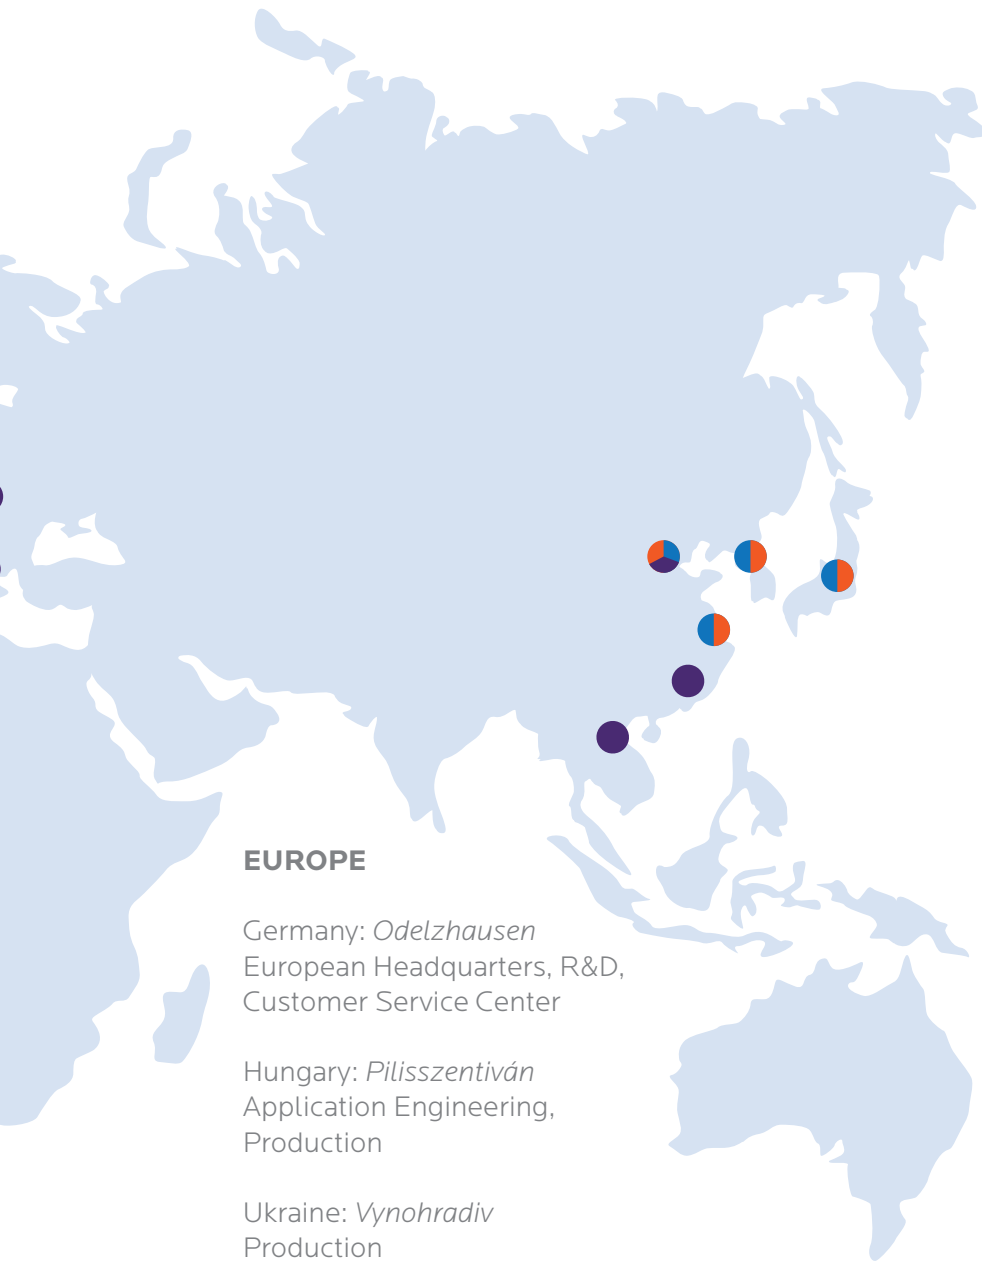 EUROPE
Germany: Odelzhausen
European Headquarters, R&D,
Customer Service Center
Hungary: Pilisszentiván
Application Engineering,
Production
Ukraine: Vynohradiv
Production